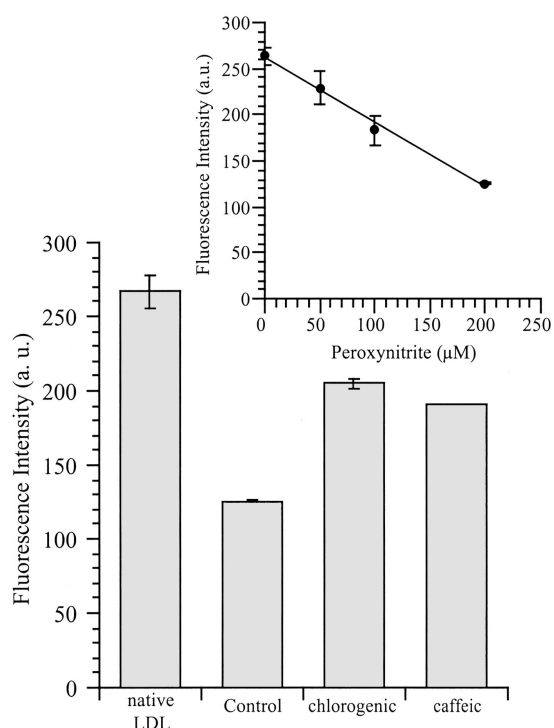 300
250
200
150
100
50
0
Fluorescence Intensity (a.u.)
0 50 100 150 200 250
Peroxynitrite (µM)
300
250
200
150
100
50
0
Fluorescence Intensity (a. u.)
native Control chlorogenic caffeic
LDL